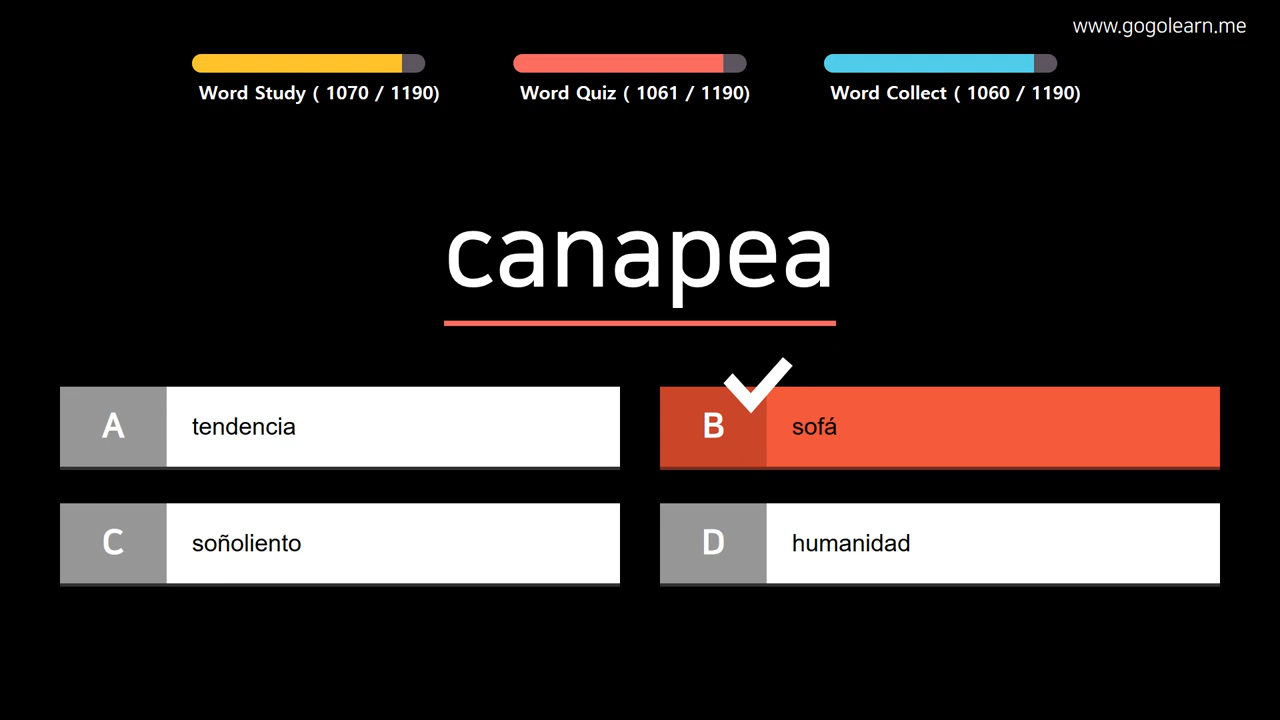 www.gogolearn.me
Word Study ( 1070 / 1190)
Word Quiz ( 1061 / 1190)
Word Collect ( 1060 / 1190)
canapea
A tendencia
B sofá
C soñoliento
D humanidad